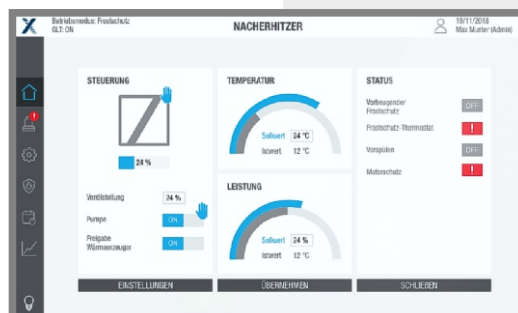 Betriebsmodus: Frostschutz
GLT: ON
NACHERHITZER
19/11/2018
Max Muster (Admin)
STEUERUNG
24 %
Ventilstellung 24 %
Pumpe ON
Freigabe
Wärmeerzeuger ON
TEMPERATUR
Sollwert 24 °C
Istwert 12 °C
LEISTUNG
Sollwert 24 %
Istwert 12 °C
STATUS
Vorbeugender
Frostschutz OFF
Frostschutz-Thermostat !
Vorspülen OFF
Motorschutz !
EINSTELLUNGEN
ÜBERNEHMEN
SCHLIEßEN